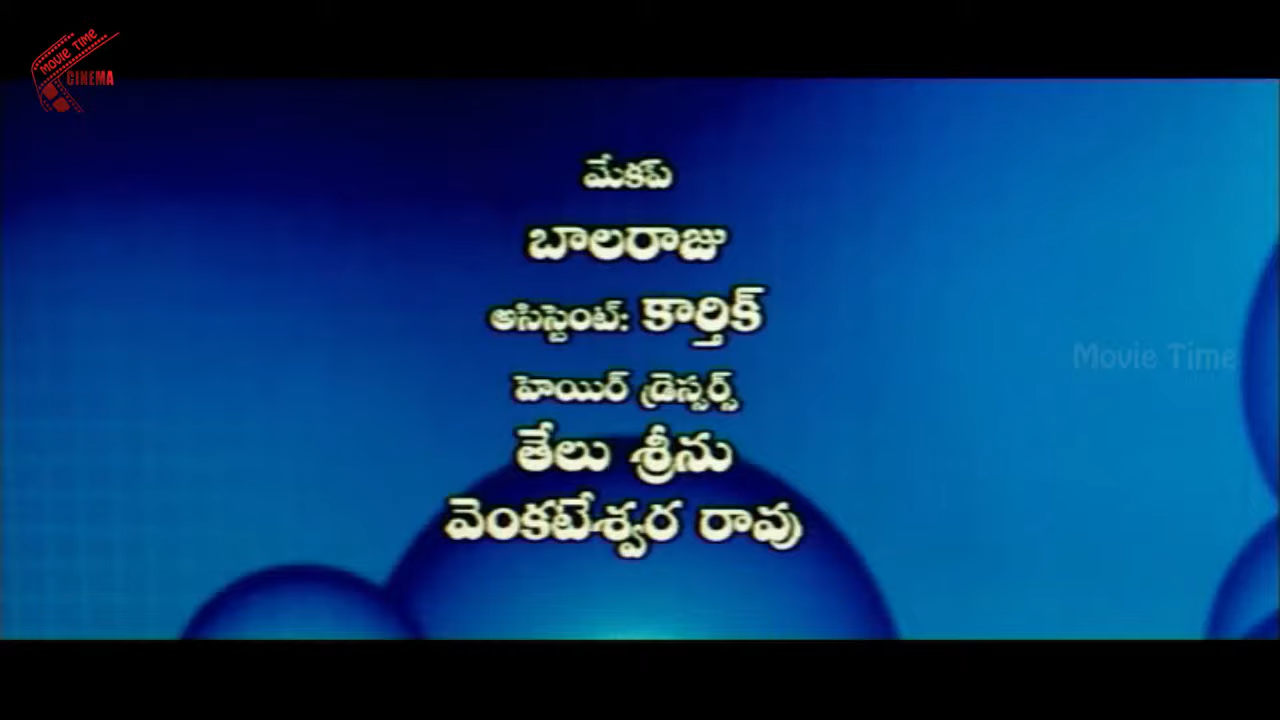 MOVIE TIME
CINEMA
మేకప్
బాలరాజు
అసిస్టెంట్: కార్తిక్
హెయిర్ డ్రెస్సర్స్
Movie Time
తేలు శ్రీను
వెంకటేశ్వర రావు